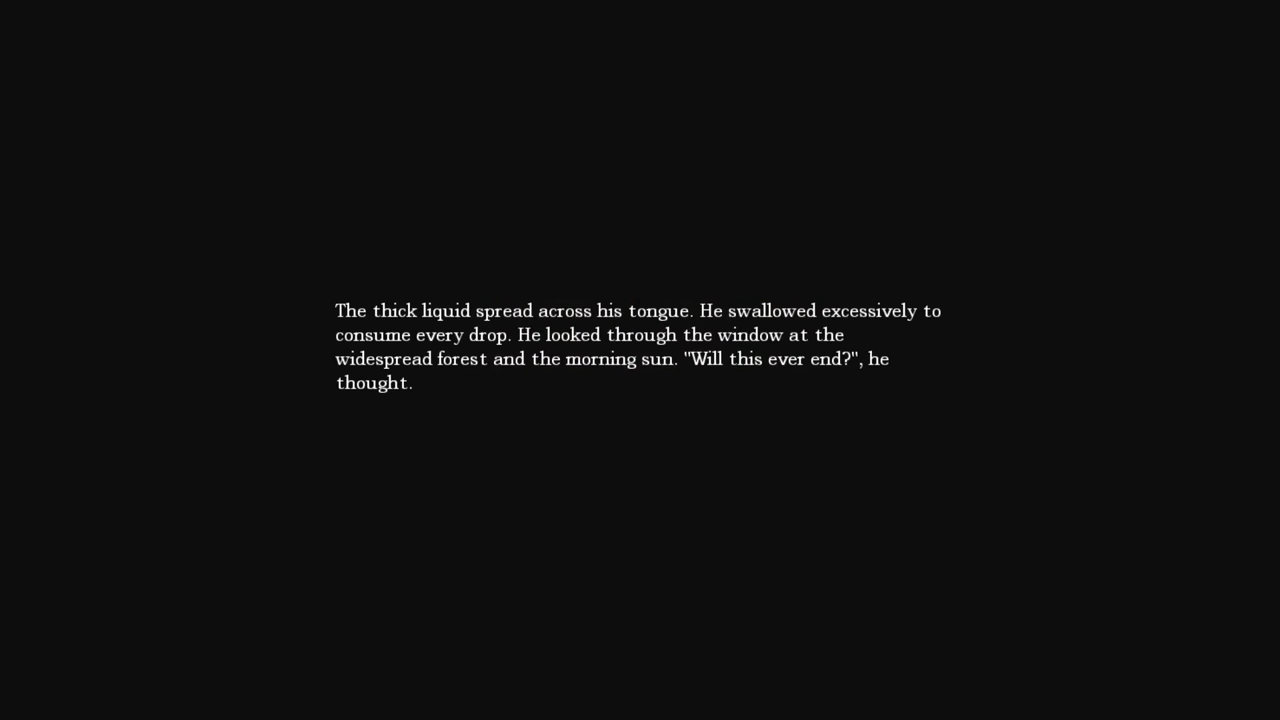 The thick liquid spread across his tongue. He swallowed excessively to
consume every drop. He looked through the window at the
widespread forest and the morning sun. "Will this ever end?", he
thought.